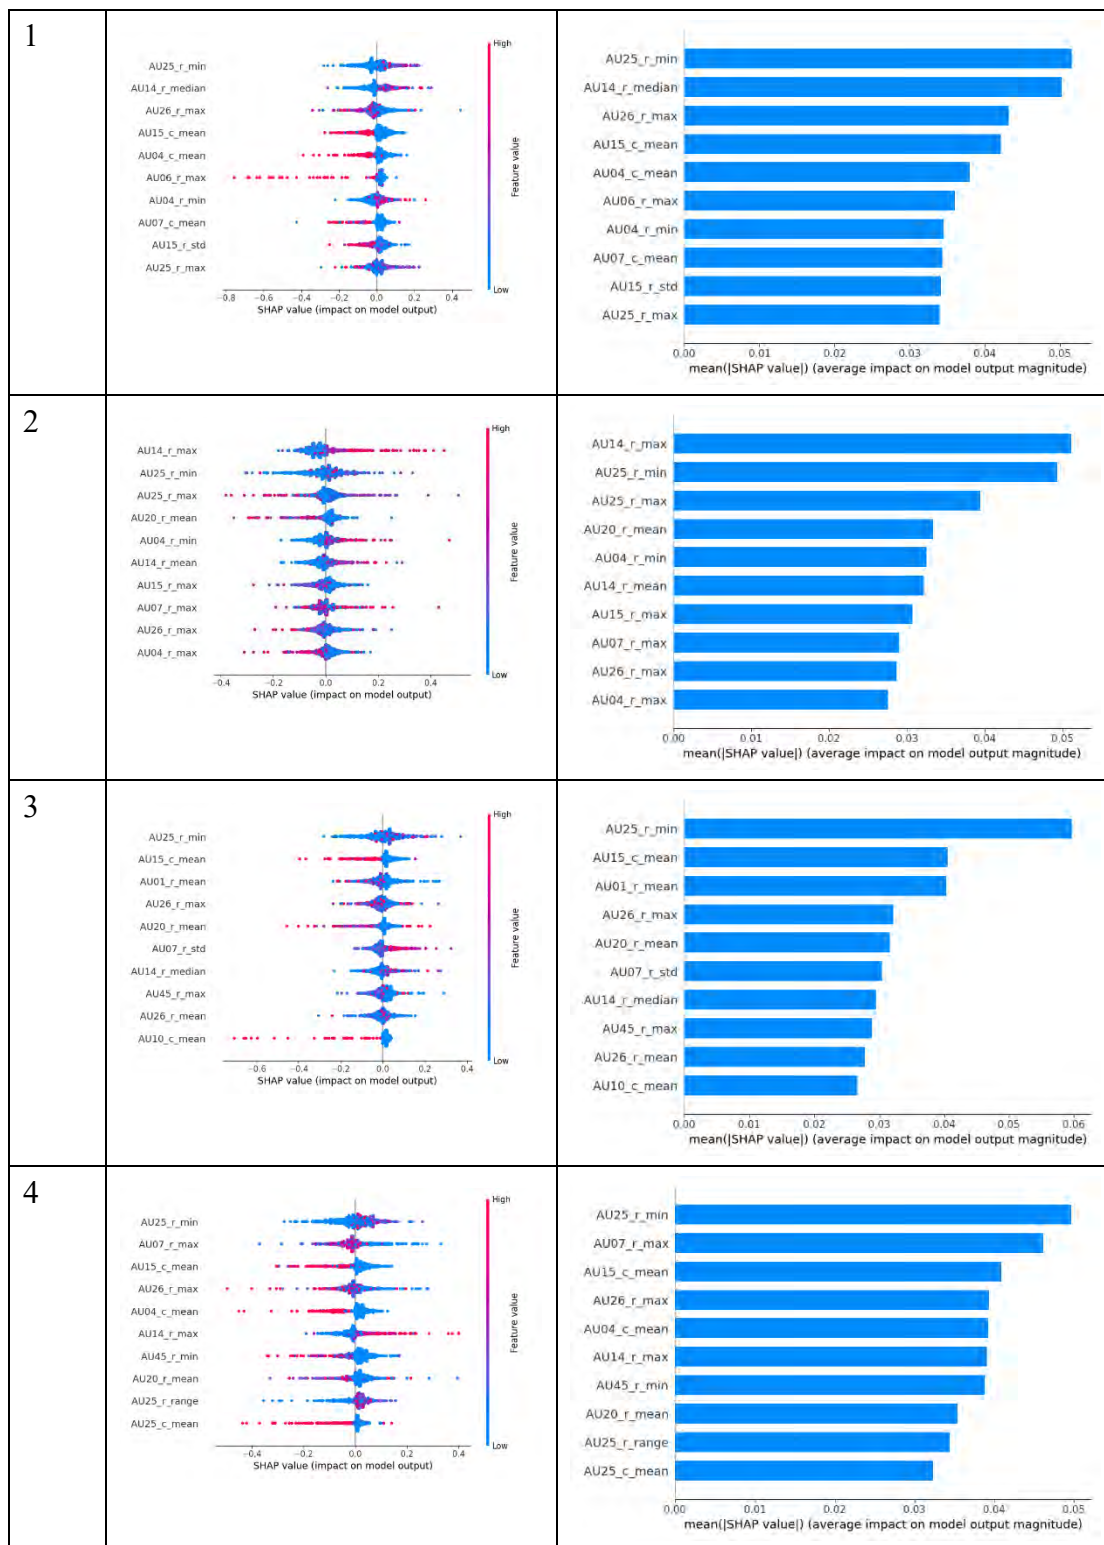 1
High
AU25_r_min
AU14_r_median
AU26_r_max
AU15_c_mean
AU04_c_mean
AU06_r_max
AU04_r_min
AU07_c_mean
AU15_r_std
AU25_r_max
Feature value
Low
−0.8 −0.6 −0.4 −0.2 0.0 0.2 0.4
SHAP value (impact on model output)
AU25_r_min
AU14_r_median
AU26_r_max
AU15_c_mean
AU04_c_mean
AU06_r_max
AU04_r_min
AU07_c_mean
AU15_r_std
AU25_r_max
0.00 0.01 0.02 0.03 0.04 0.05
mean(|SHAP value|) (average impact on model output magnitude)
2
High
AU14_r_max
AU25_r_min
AU25_r_max
AU20_r_mean
AU04_r_min
AU14_r_mean
AU15_r_max
AU07_r_max
AU26_r_max
AU04_r_max
Feature value
Low
−0.4 −0.2 0.0 0.2 0.4
SHAP value (impact on model output)
AU14_r_max
AU25_r_min
AU25_r_max
AU20_r_mean
AU04_r_min
AU14_r_mean
AU15_r_max
AU07_r_max
AU26_r_max
AU04_r_max
0.00 0.01 0.02 0.03 0.04 0.05
mean(|SHAP value|) (average impact on model output magnitude)
3
High
AU25_r_min
AU15_c_mean
AU01_r_mean
AU26_r_max
AU20_r_mean
AU07_r_std
AU14_r_median
AU45_r_max
AU26_r_mean
AU10_c_mean
Feature value
Low
−0.6 −0.4 −0.2 0.0 0.2 0.4
SHAP value (impact on model output)
AU25_r_min
AU15_c_mean
AU01_r_mean
AU26_r_max
AU20_r_mean
AU07_r_std
AU14_r_median
AU45_r_max
AU26_r_mean
AU10_c_mean
0.00 0.01 0.02 0.03 0.04 0.05 0.06
mean(|SHAP value|) (average impact on model output magnitude)
4
High
AU25_r_min
AU07_r_max
AU15_c_mean
AU26_r_max
AU04_c_mean
AU14_r_max
AU45_r_min
AU20_r_mean
AU25_r_range
AU25_c_mean
Feature value
Low
−0.4 −0.2 0.0 0.2 0.4
SHAP value (impact on model output)
AU25_r_min
AU07_r_max
AU15_c_mean
AU26_r_max
AU04_c_mean
AU14_r_max
AU45_r_min
AU20_r_mean
AU25_r_range
AU25_c_mean
0.00 0.01 0.02 0.03 0.04 0.05
mean(|SHAP value|) (average impact on model output magnitude)